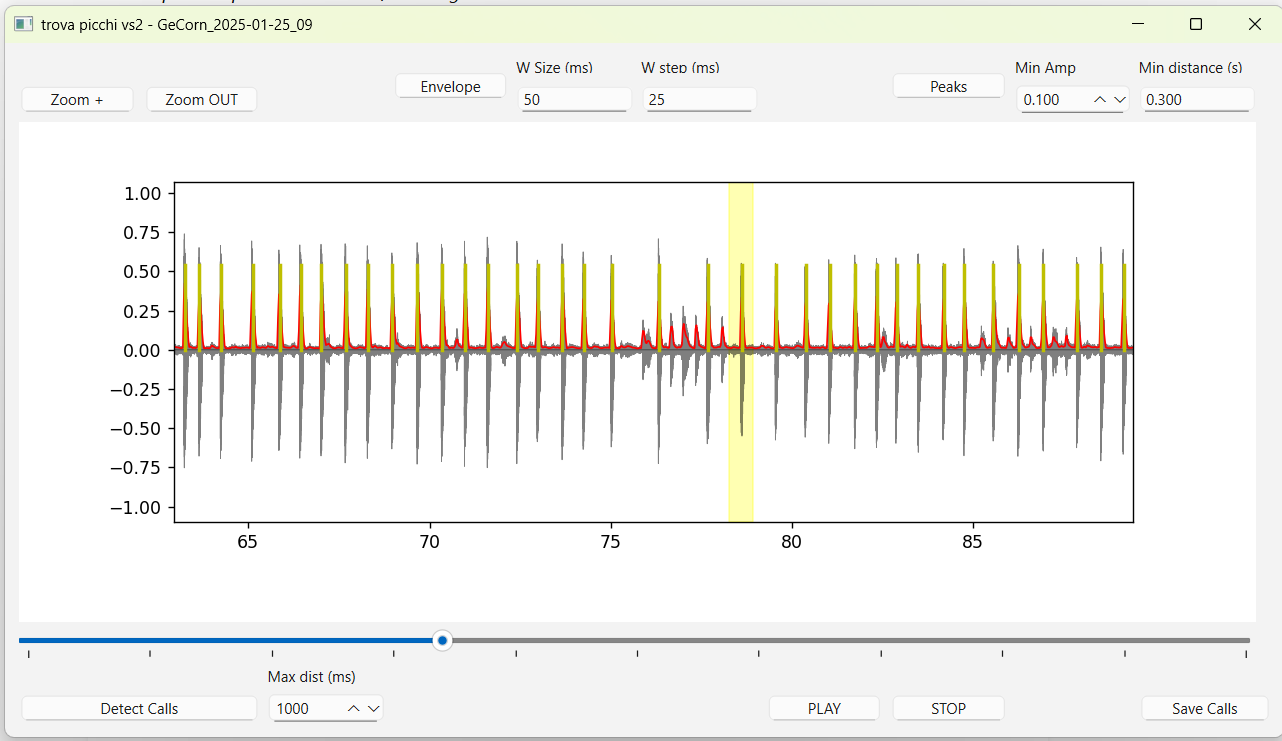 trova picchi vs2 - GeCorn_2025-01-25_09
W Size (ms) W step (ms) Min Amp Min distance (s)
Zoom + Zoom OUT Envelope 50 25 Peaks 0.100 0.300
1.00
0.75
0.50
0.25
0.00
−0.25
−0.50
−0.75
−1.00
65 70 75 80 85
Max dist (ms)
Detect Calls 1000 PLAY STOP Save Calls